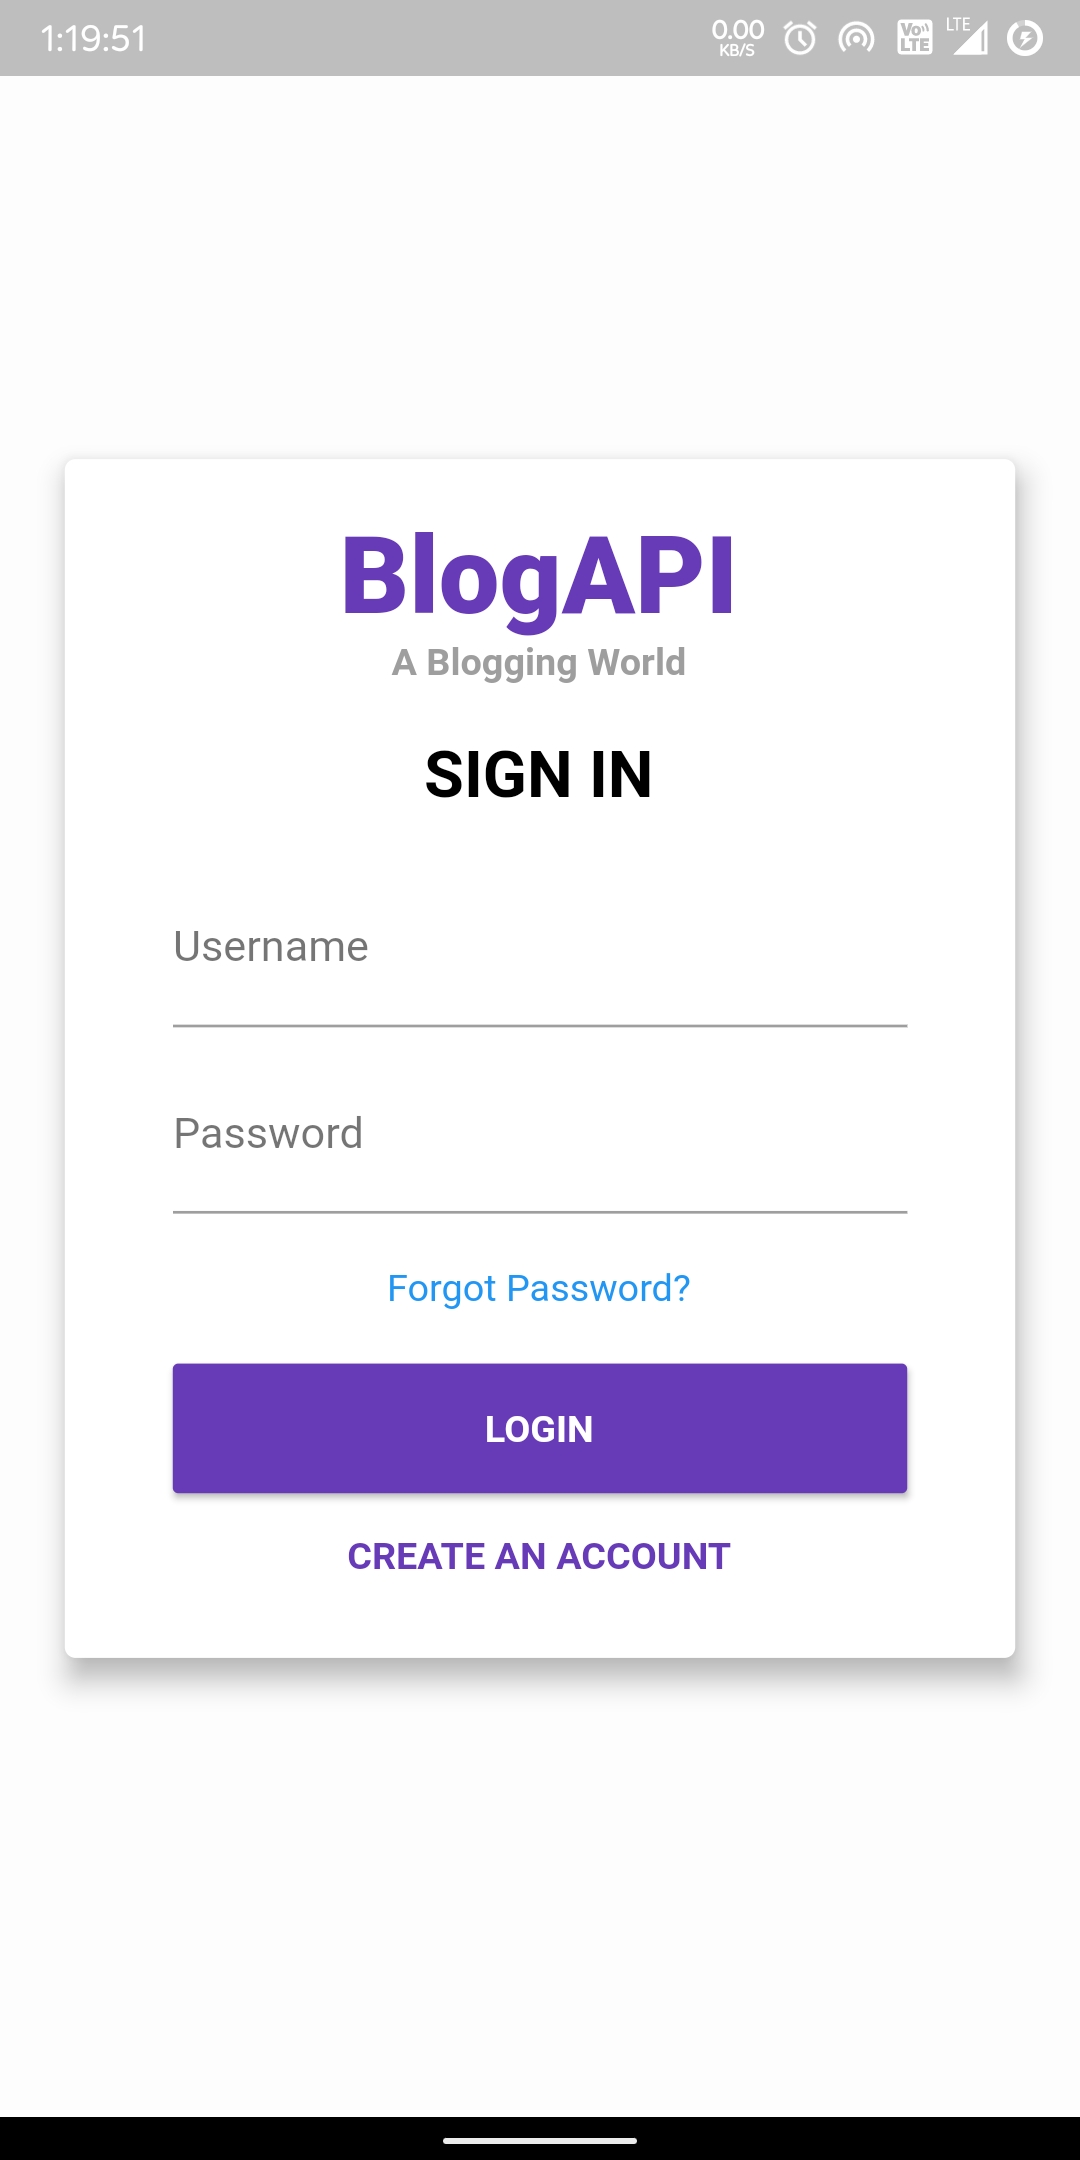 1:19:51
0.00
KB/S
Vo
LTE
LTE
BlogAPI
A Blogging World
SIGN IN
Username
Password
Forgot Password?
LOGIN
CREATE AN ACCOUNT